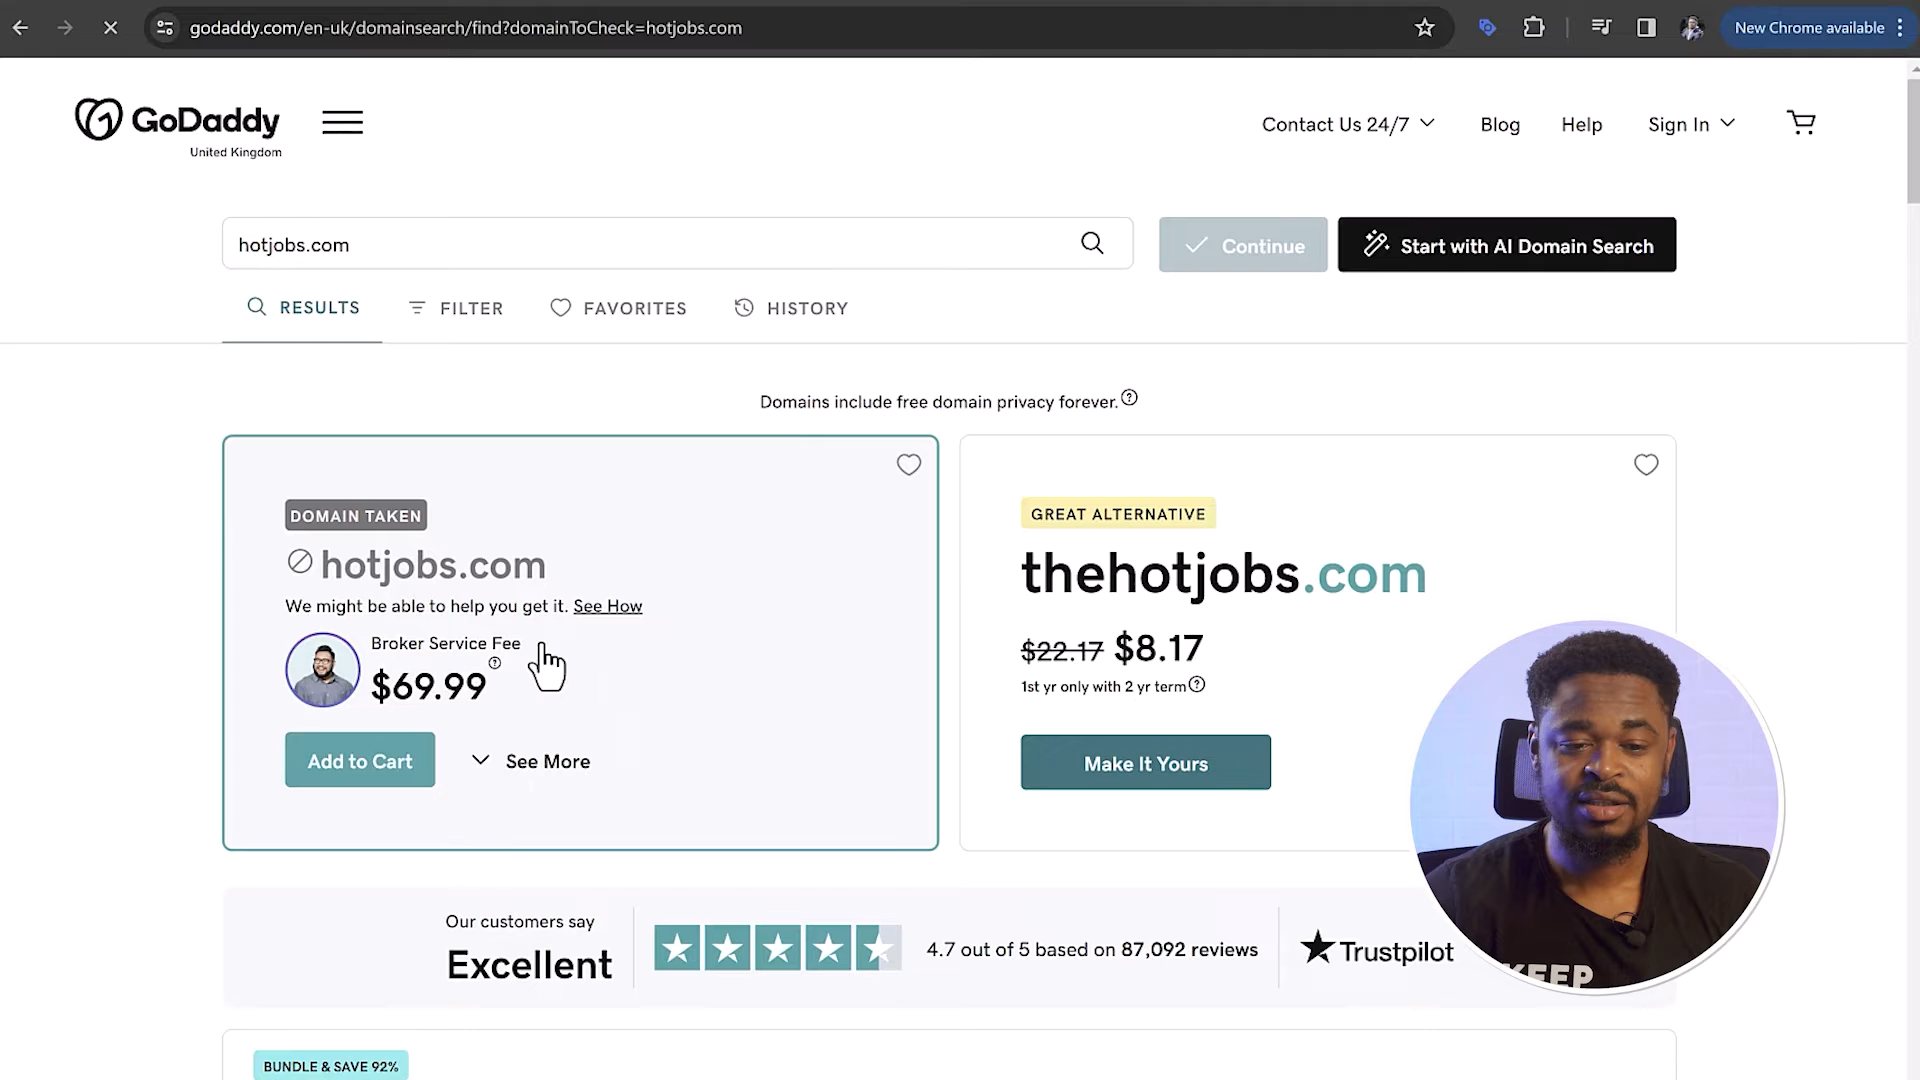 godaddy.com/en-uk/domainsearch/find?domainToCheck=hotjobs.com
New Chrome available
GoDaddy
United Kingdom
Contact Us 24/7
Blog
Help
Sign In
hotjobs.com
Continue
Start with AI Domain Search
RESULTS
FILTER
FAVORITES
HISTORY
Domains include free domain privacy forever.
DOMAIN TAKEN
hotjobs.com
We might be able to help you get it. See How
Broker Service Fee
$69.99
Add to Cart
See More
GREAT ALTERNATIVE
thehotjobs.com
$22.17 $8.17
1st yr only with 2 yr term
Make It Yours
Our customers say
Excellent
4.7 out of 5 based on 87,092 reviews
Trustpilot
KEEP
BUNDLE & SAVE 92%